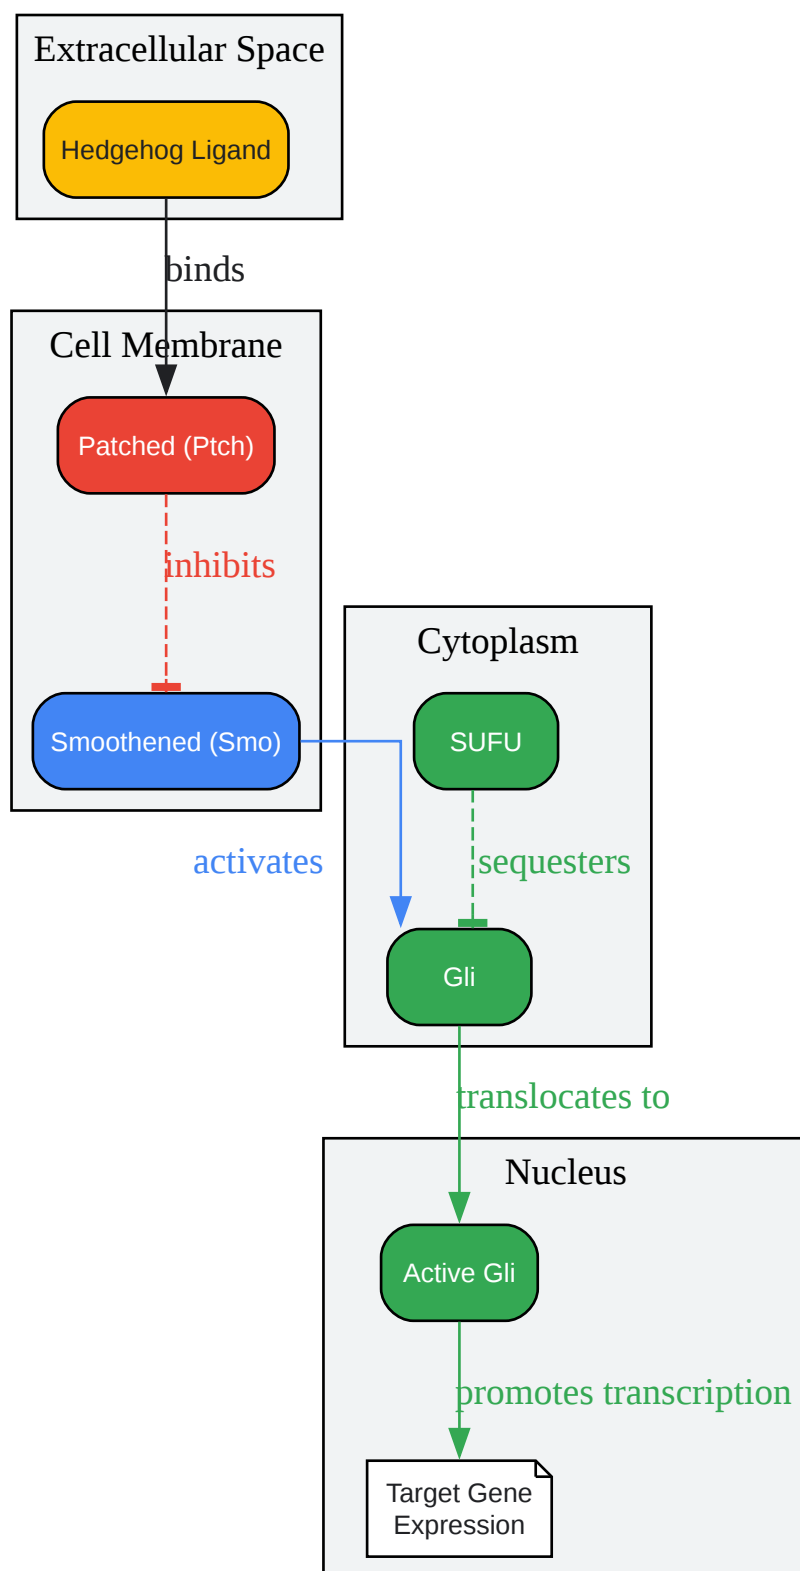 Extracellular Space
Hedgehog Ligand
binds
Cell Membrane
Patched (Ptch)
inhibits
Cytoplasm
Smoothened (Smo)
SUFU
activates
sequesters
Gli
translocates to
Nucleus
Active Gli
promotes transcription
Target Gene
Expression